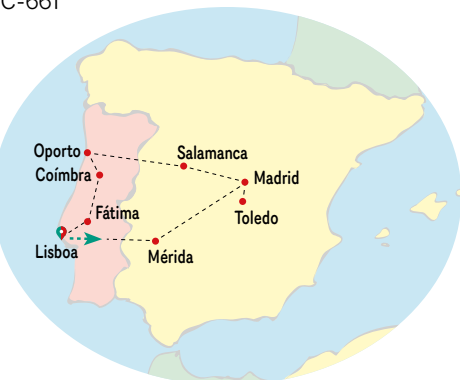 C-661
Oporto
Salamanca
Coímbra
Madrid
Fátima
Toledo
Lisboa
Mérida